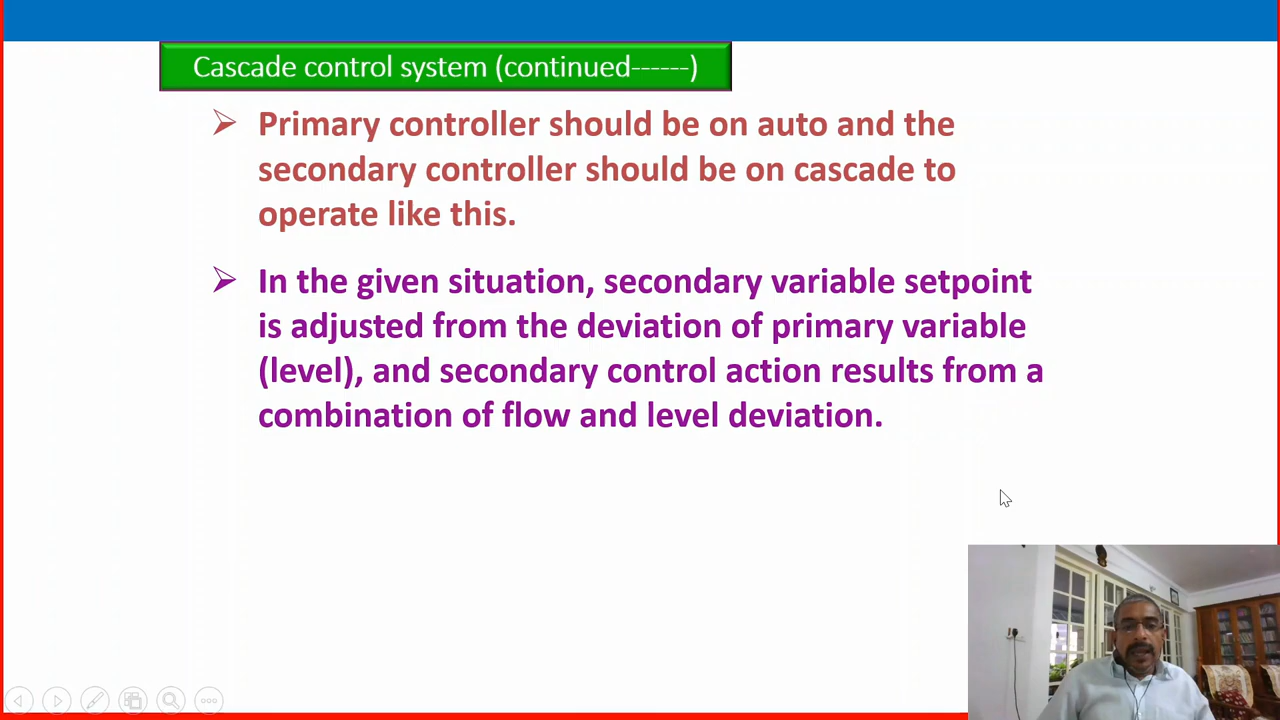 Cascade control system (continued------)
➢ Primary controller should be on auto and the
secondary controller should be on cascade to
operate like this.
➢ In the given situation, secondary variable setpoint
is adjusted from the deviation of primary variable
(level), and secondary control action results from a
combination of flow and level deviation.